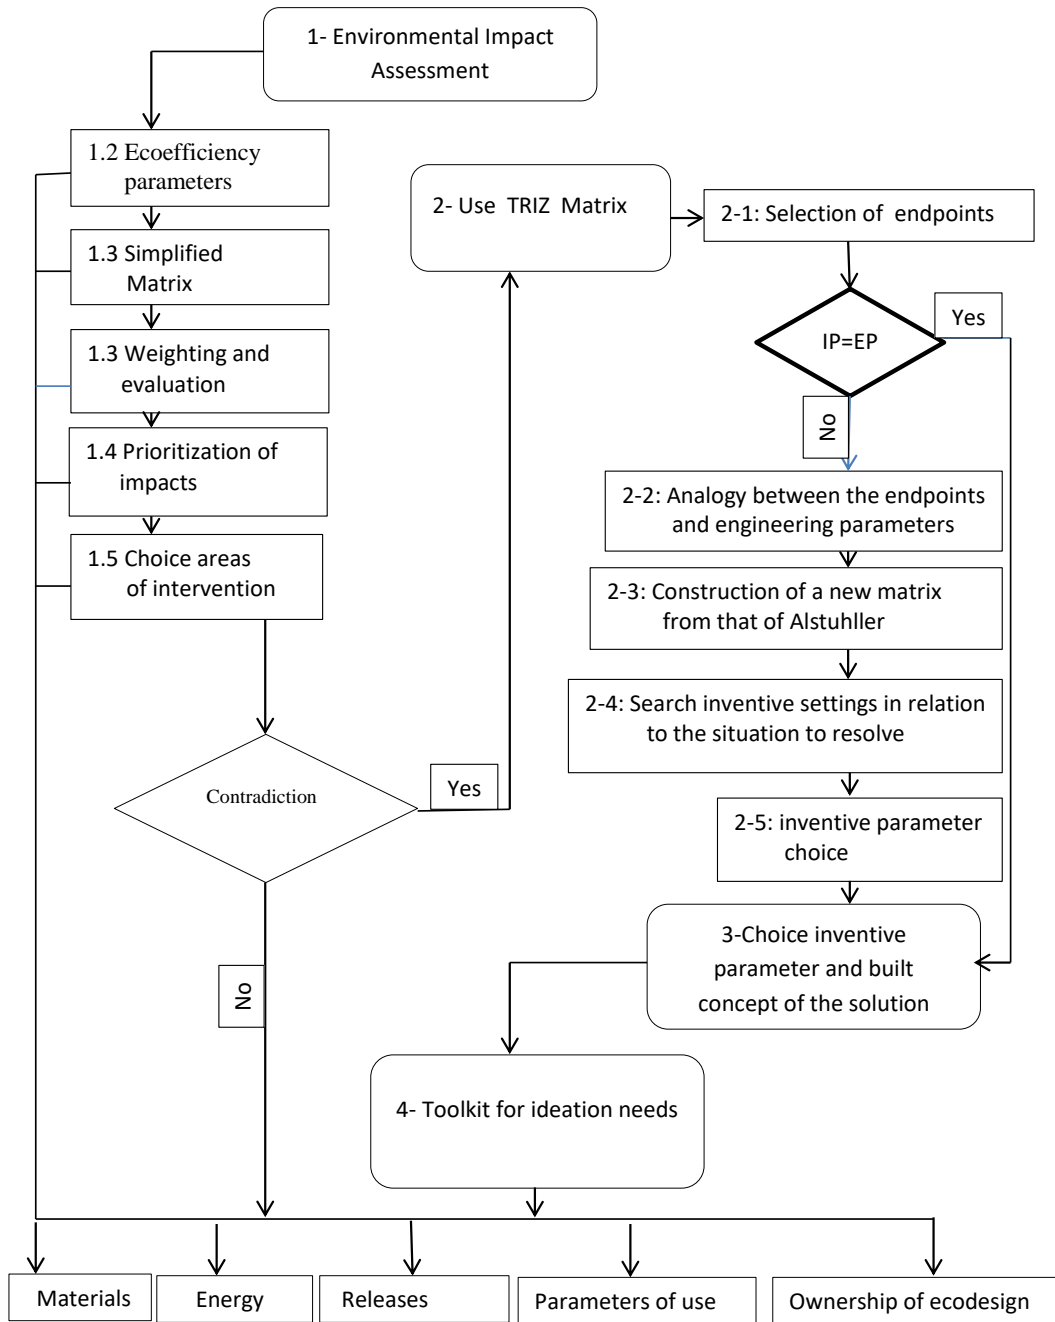 1- Environmental Impact
Assessment
1.2 Ecoefficiency
parameters
1.3 Simplified
Matrix
1.3 Weighting and
evaluation
1.4 Prioritization of
impacts
1.5 Choice areas
of intervention
Contradiction
Yes
No
2- Use TRIZ Matrix
2-1: Selection of endpoints
IP=EP
Yes
No
2-2: Analogy between the endpoints
and engineering parameters
2-3: Construction of a new matrix
from that of Alstuhller
2-4: Search inventive settings in relation
to the situation to resolve
2-5: inventive parameter
choice
3-Choice inventive
parameter and built
concept of the solution
4- Toolkit for ideation needs
Materials
Energy
Releases
Parameters of use
Ownership of ecodesign